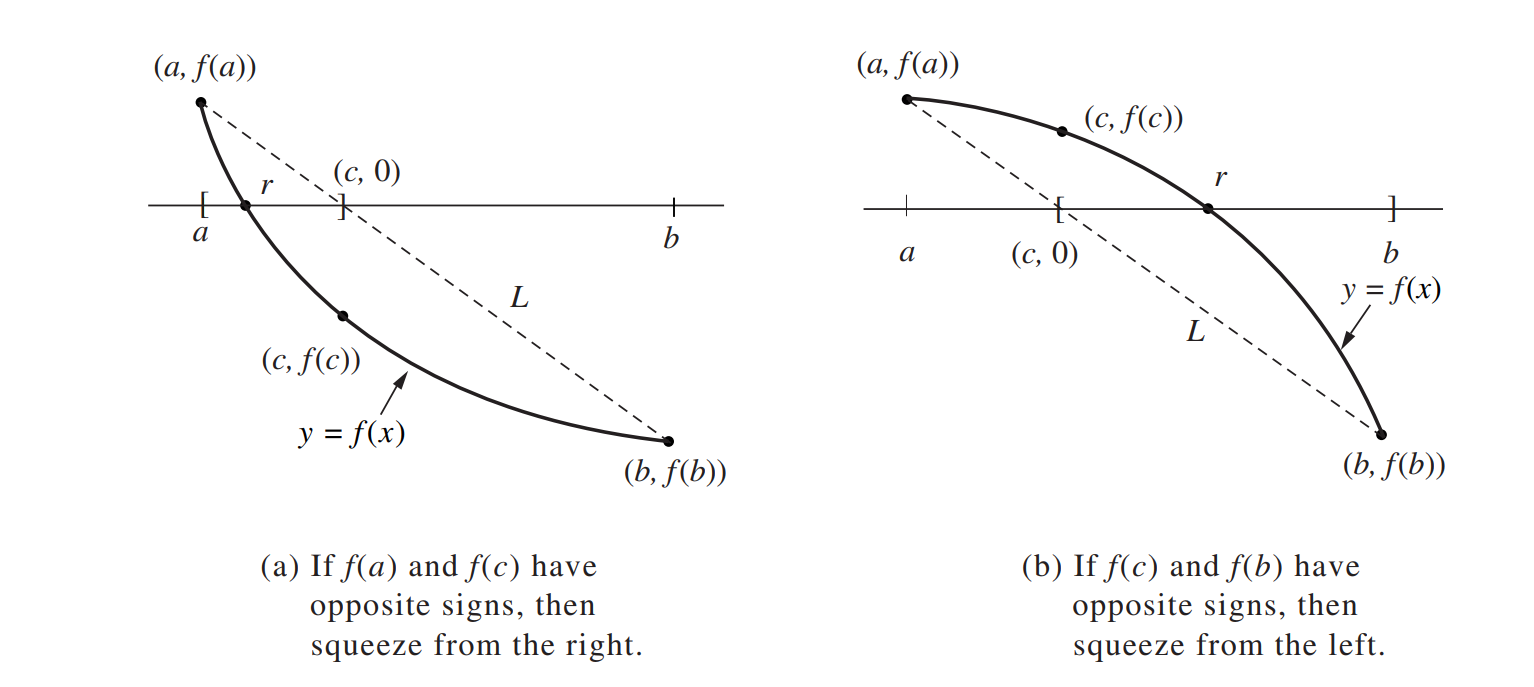 (a, f(a))
r
(c, 0)
[
]
a
b
L
(c, f(c))
y = f(x)
(b, f(b))
(a) If f(a) and f(c) have
opposite signs, then
squeeze from the right.
(a, f(a))
(c, f(c))
r
[
]
a
(c, 0)
b
y = f(x)
L
(b, f(b))
(b) If f(c) and f(b) have
opposite signs, then
squeeze from the left.